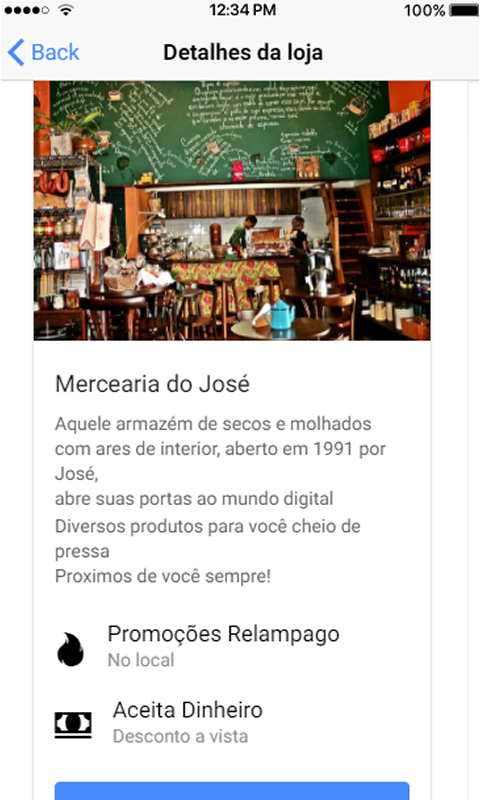 12:34 PM
100%
Back
Detalhes da loja
Mercearia do José
Aquele armazém de secos e molhados
com ares de interior, aberto em 1991 por
José,
abre suas portas ao mundo digital
Diversos produtos para você cheio de
pressa
Proximos de você sempre!
Promoções Relampago
No local
Aceita Dinheiro
Desconto a vista